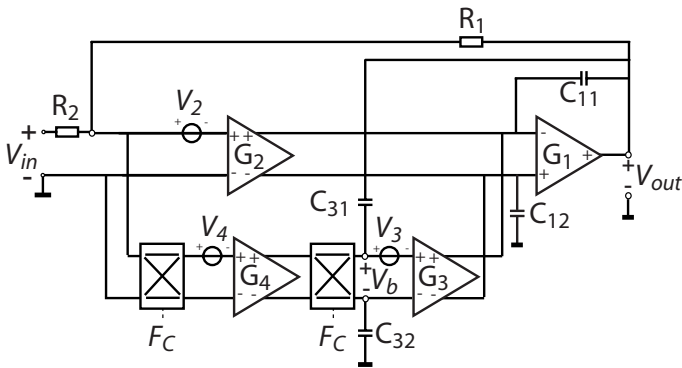 R1
C11
R2
V2
+ -
+
Vin
-
+ +
G2
- -
-
G1
+
+
+
Vout
-
C31
C12
V4
+ -
V3
+ -
+ +
G4
- -
+
Vb
-
+ +
G3
- -
FC
FC
C32